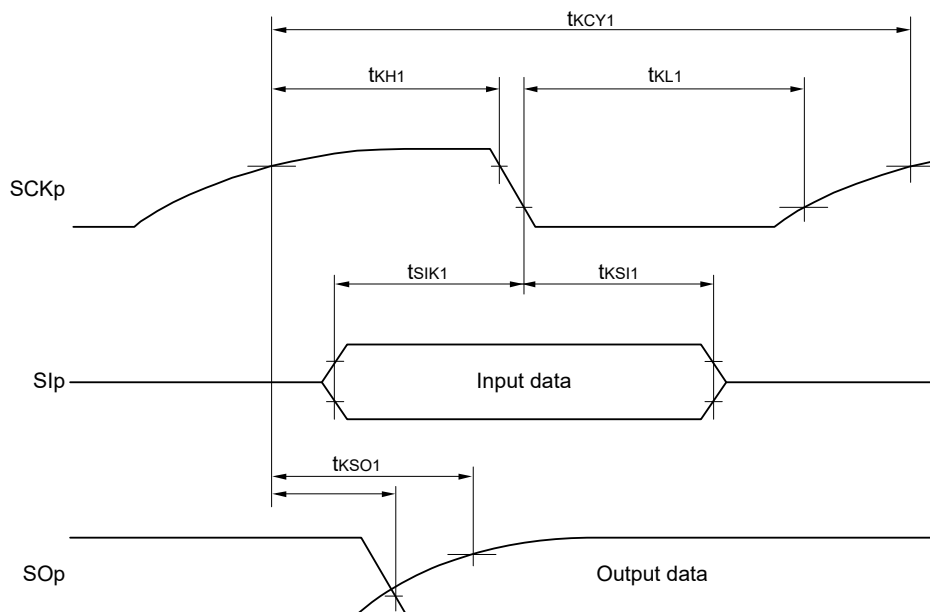 tKCY1
tKH1
tKL1
SCKp
tSIK1
tKSI1
SIp
Input data
tKSO1
SOp
Output data